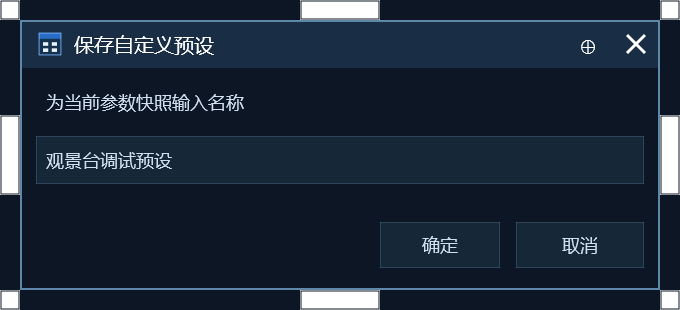 保存自定义预设
为当前参数快照输入名称
观景台调试预设
确定
取消